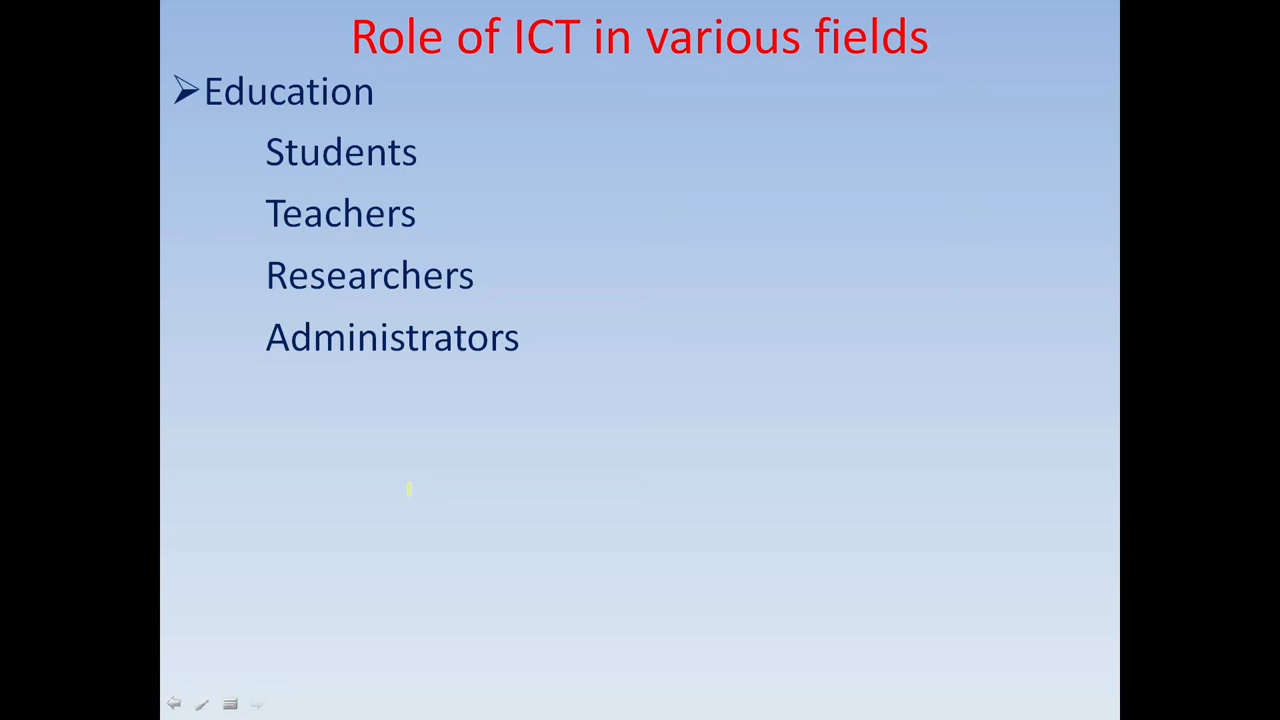 Role of ICT in various fields
➢Education
Students
Teachers
Researchers
Administrators